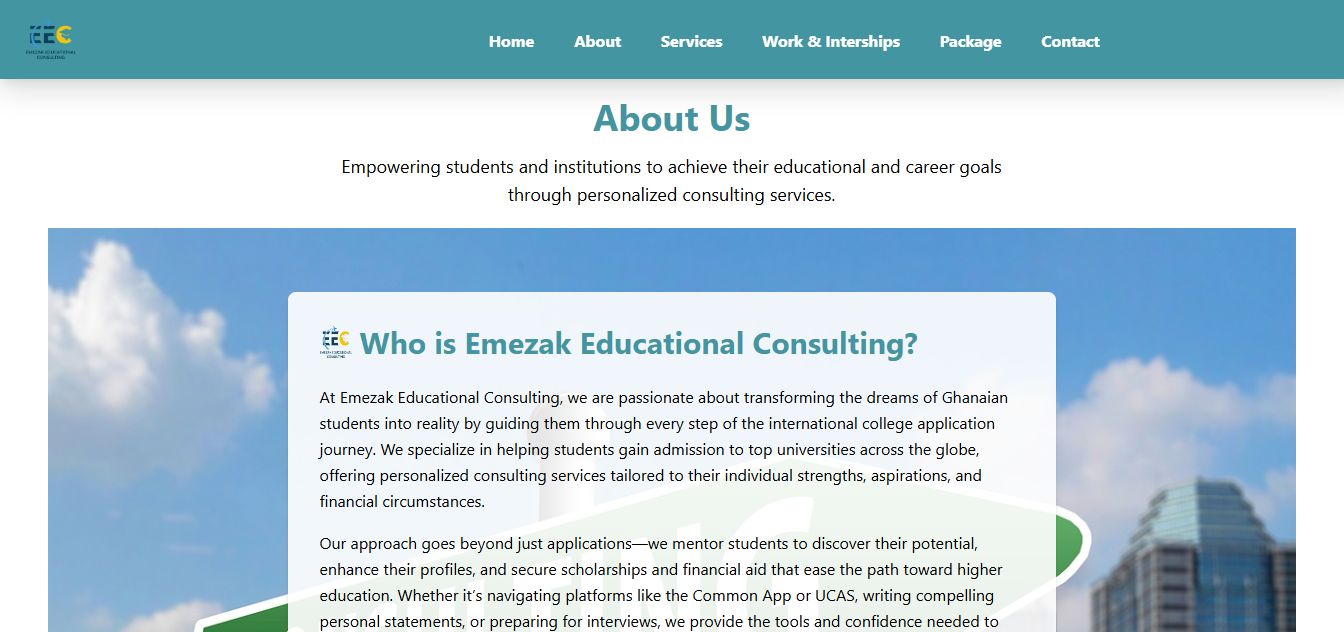 EEC
EMEZAK EDUCATIONAL
CONSULTING
Home About Services Work & Interships Package Contact
About Us
Empowering students and institutions to achieve their educational and career goals
through personalized consulting services.
EEC
EMEZAK EDUCATIONAL
CONSULTING
Who is Emezak Educational Consulting?
At Emezak Educational Consulting, we are passionate about transforming the dreams of Ghanaian
students into reality by guiding them through every step of the international college application
journey. We specialize in helping students gain admission to top universities across the globe,
offering personalized consulting services tailored to their individual strengths, aspirations, and
financial circumstances.
Our approach goes beyond just applications—we mentor students to discover their potential,
enhance their profiles, and secure scholarships and financial aid that ease the path toward higher
education. Whether it's navigating platforms like the Common App or UCAS, writing compelling
personal statements, or preparing for interviews, we provide the tools and confidence needed to